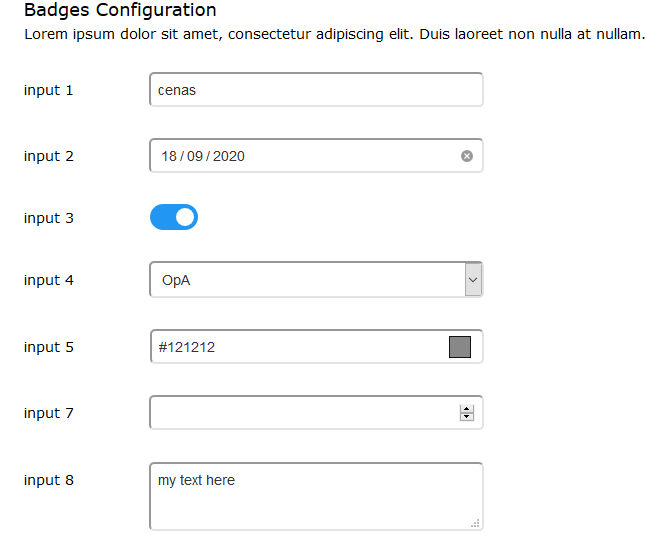 Badges Configuration
Lorem ipsum dolor sit amet, consectetur adipiscing elit. Duis laoreet non nulla at nullam.
input 1 cenas
input 2 18 / 09 / 2020
input 3
input 4 OpA
input 5 #121212
input 7
input 8 my text here